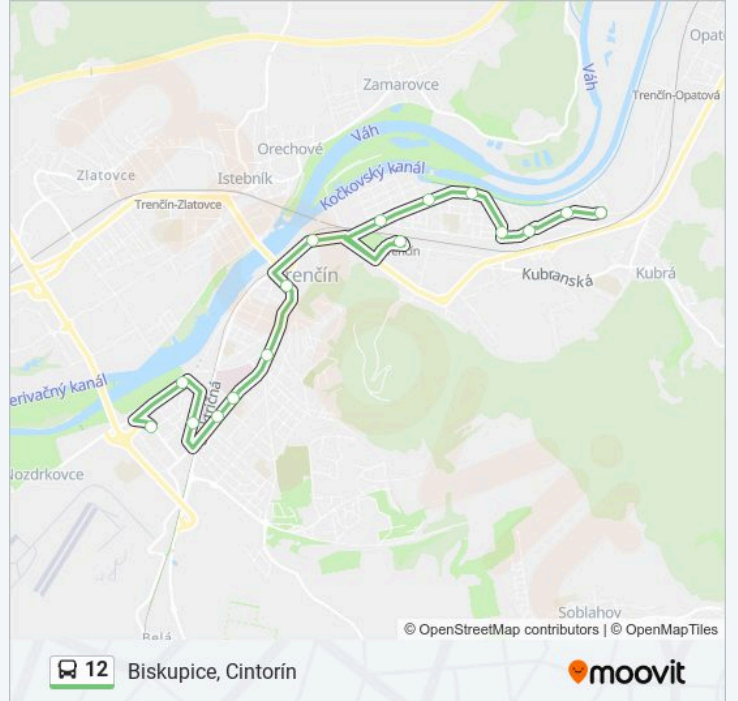 Opat
Zamarovce
Váh
Trenčín-Opatová
Váh
Orechové
Kočkovský kanál
Zlatovce
Istebník
Trenčín-Zlatovce
Trenčín
Kubranská
Kubrá
erivačný kanál
Nozdrkovce
Soblahov
Belá
© OpenStreetMap contributors | © OpenMapTiles
12 Biskupice, Cintorín
moovit